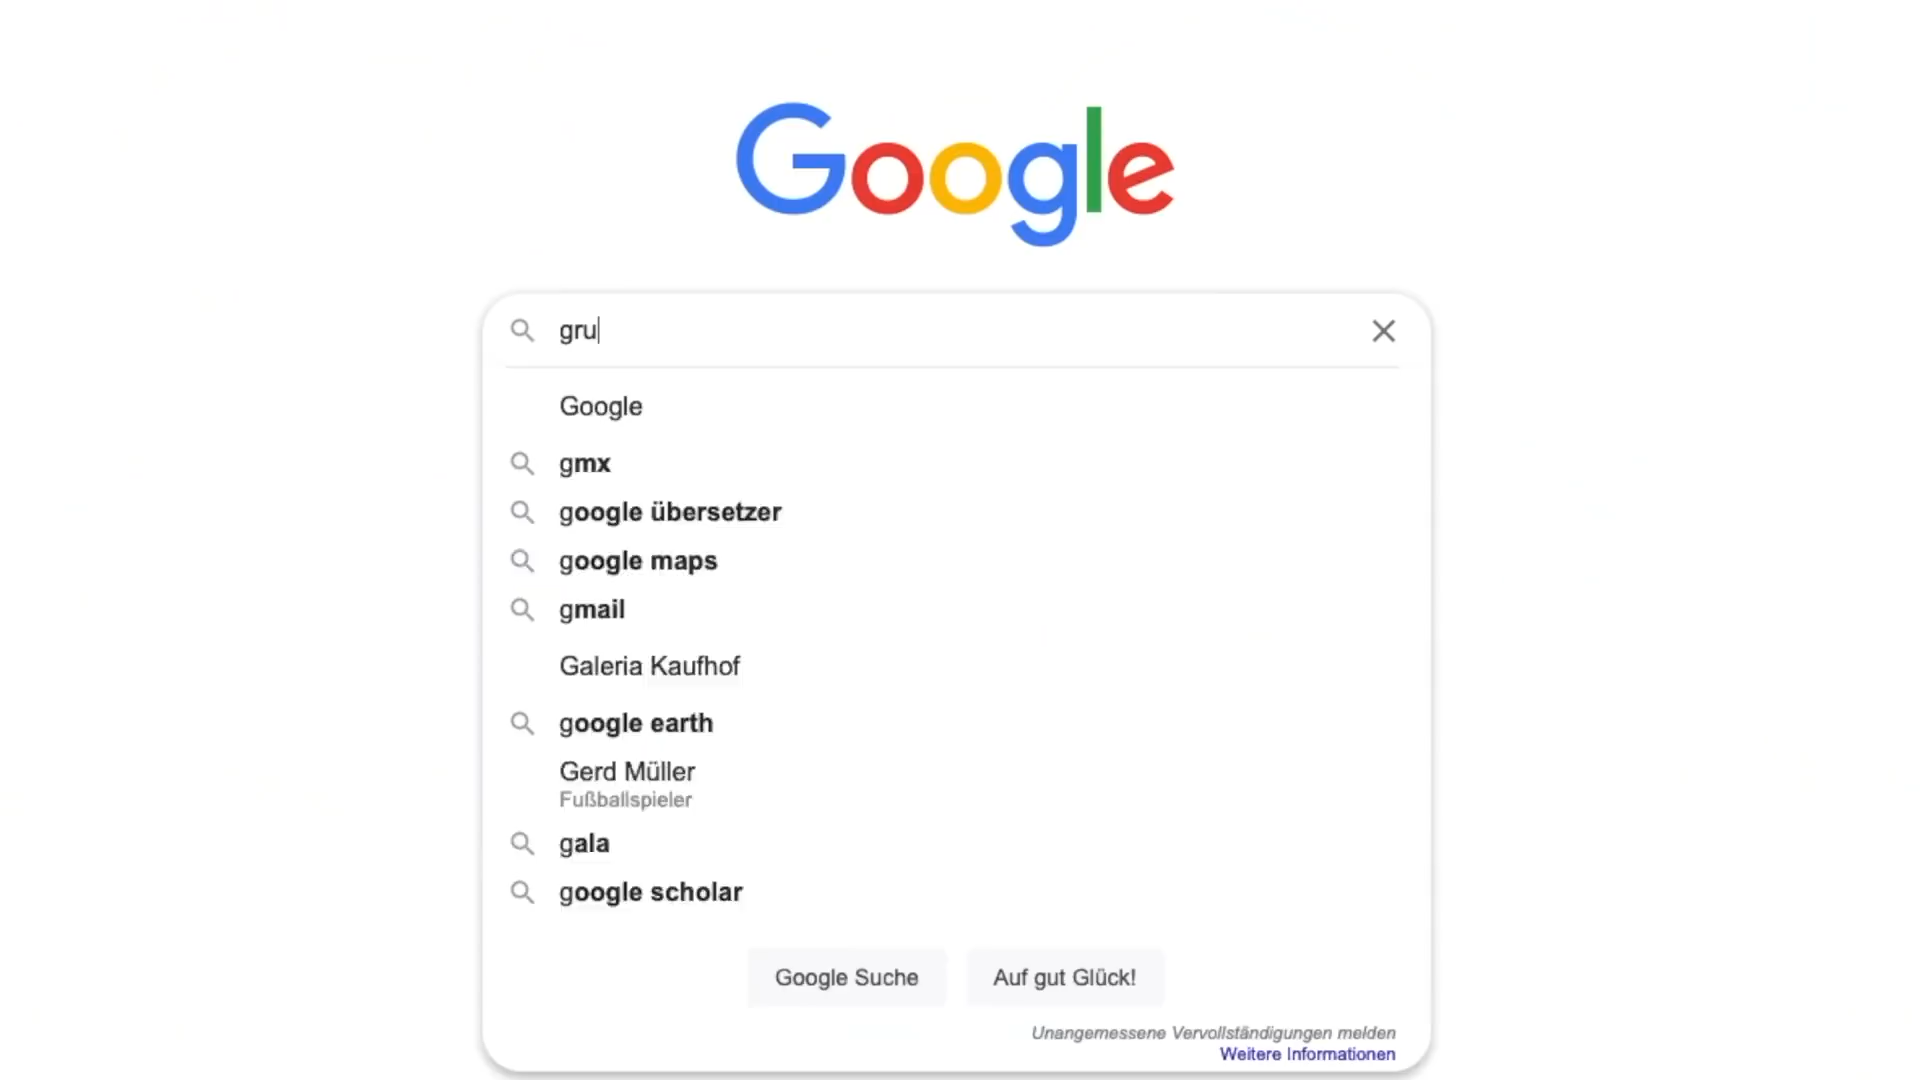 Google
gru
Google
gmx
google übersetzer
google maps
gmail
Galeria Kaufhof
google earth
Gerd Müller
Fußballspieler
gala
google scholar
Google Suche
Auf gut Glück!
Unangemessene Vervollständigungen melden
Weitere Informationen